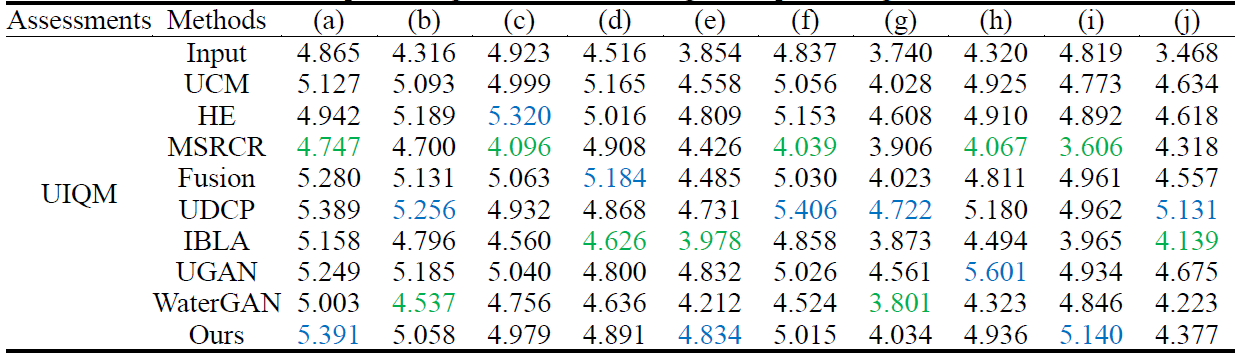 Assessments Methods (a) (b) (c) (d) (e) (f) (g) (h) (i) (j)
Input 4.865 4.316 4.923 4.516 3.854 4.837 3.740 4.320 4.819 3.468
UCM 5.127 5.093 4.999 5.165 4.558 5.056 4.028 4.925 4.773 4.634
HE 4.942 5.189 5.320 5.016 4.809 5.153 4.608 4.910 4.892 4.618
MSRCR 4.747 4.700 4.096 4.908 4.426 4.039 3.906 4.067 3.606 4.318
Fusion 5.280 5.131 5.063 5.184 4.485 5.030 4.023 4.811 4.961 4.557
UIQM
UDCP 5.389 5.256 4.932 4.868 4.731 5.406 4.722 5.180 4.962 5.131
IBLA 5.158 4.796 4.560 4.626 3.978 4.858 3.873 4.494 3.965 4.139
UGAN 5.249 5.185 5.040 4.800 4.832 5.026 4.561 5.601 4.934 4.675
WaterGAN 5.003 4.537 4.756 4.636 4.212 4.524 3.801 4.323 4.846 4.223
Ours 5.391 5.058 4.979 4.891 4.834 5.015 4.034 4.936 5.140 4.377